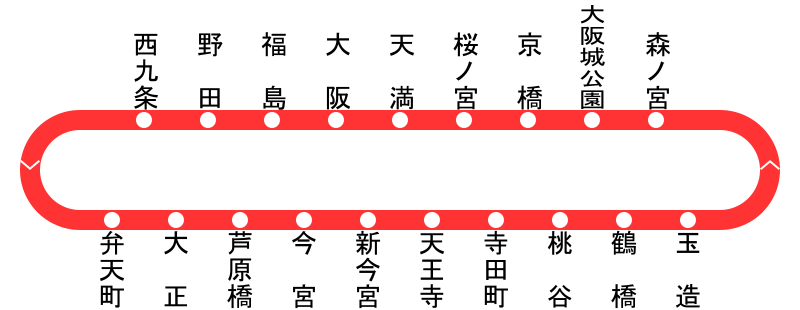 西九条
野田
福島
大阪
天満
桜ノ宮
京橋
大阪城公園
森ノ宮
弁天町
大正
芦原橋
今宮
新今宮
天王寺
寺田町
桃谷
鶴橋
玉造